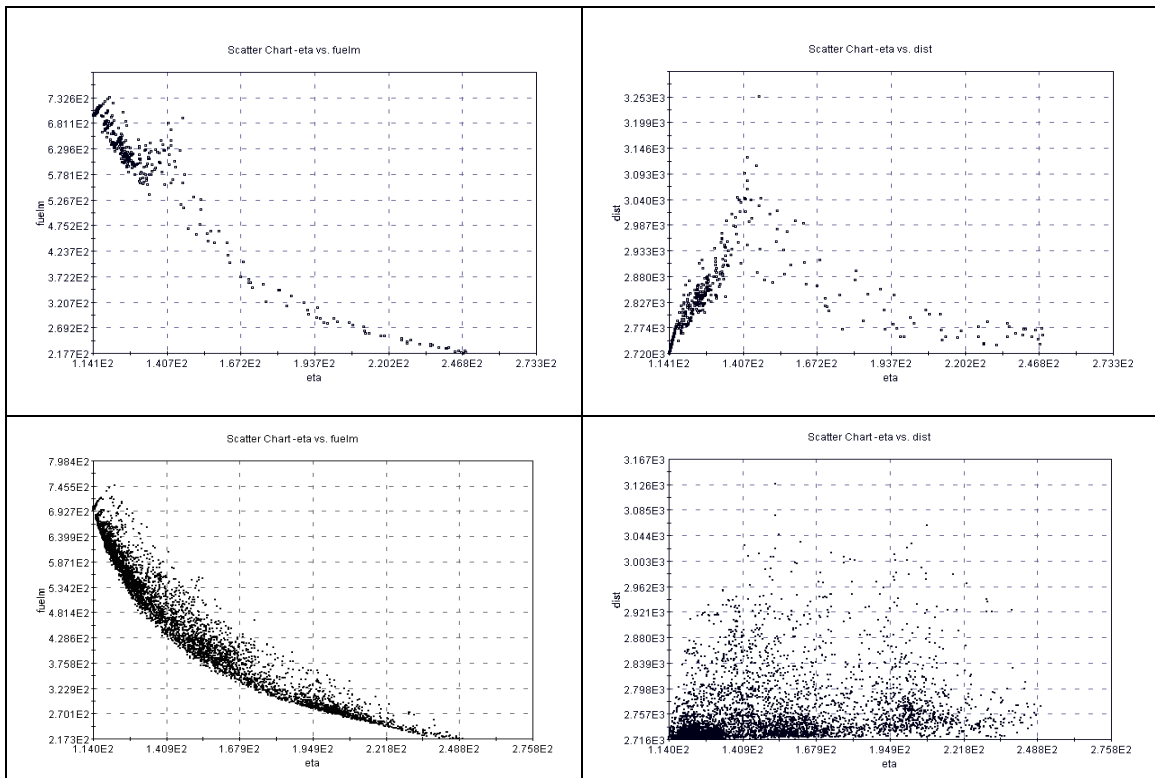 Scatter Chart - eta vs. fuelm
7.326E2
6.811E2
6.296E2
5.781E2
5.267E2
4.752E2
4.237E2
3.722E2
3.207E2
2.692E2
2.177E2
fuelm
1.141E2 1.407E2 1.672E2 1.937E2 2.202E2 2.468E2 2.733E2
eta
Scatter Chart - eta vs. dist
3.253E3
3.199E3
3.146E3
3.093E3
3.040E3
2.987E3
2.933E3
2.880E3
2.827E3
2.774E3
2.720E3
dist
1.141E2 1.407E2 1.672E2 1.937E2 2.202E2 2.468E2 2.733E2
eta
Scatter Chart - eta vs. fuelm
7.984E2
7.455E2
6.927E2
6.399E2
5.871E2
5.342E2
4.814E2
4.286E2
3.758E2
3.229E2
2.701E2
2.173E2
fuelm
1.140E2 1.409E2 1.679E2 1.949E2 2.218E2 2.488E2 2.758E2
eta
Scatter Chart - eta vs. dist
3.167E3
3.126E3
3.085E3
3.044E3
3.003E3
2.962E3
2.921E3
2.880E3
2.839E3
2.798E3
2.757E3
2.716E3
dist
1.140E2 1.409E2 1.679E2 1.949E2 2.218E2 2.488E2 2.758E2
eta